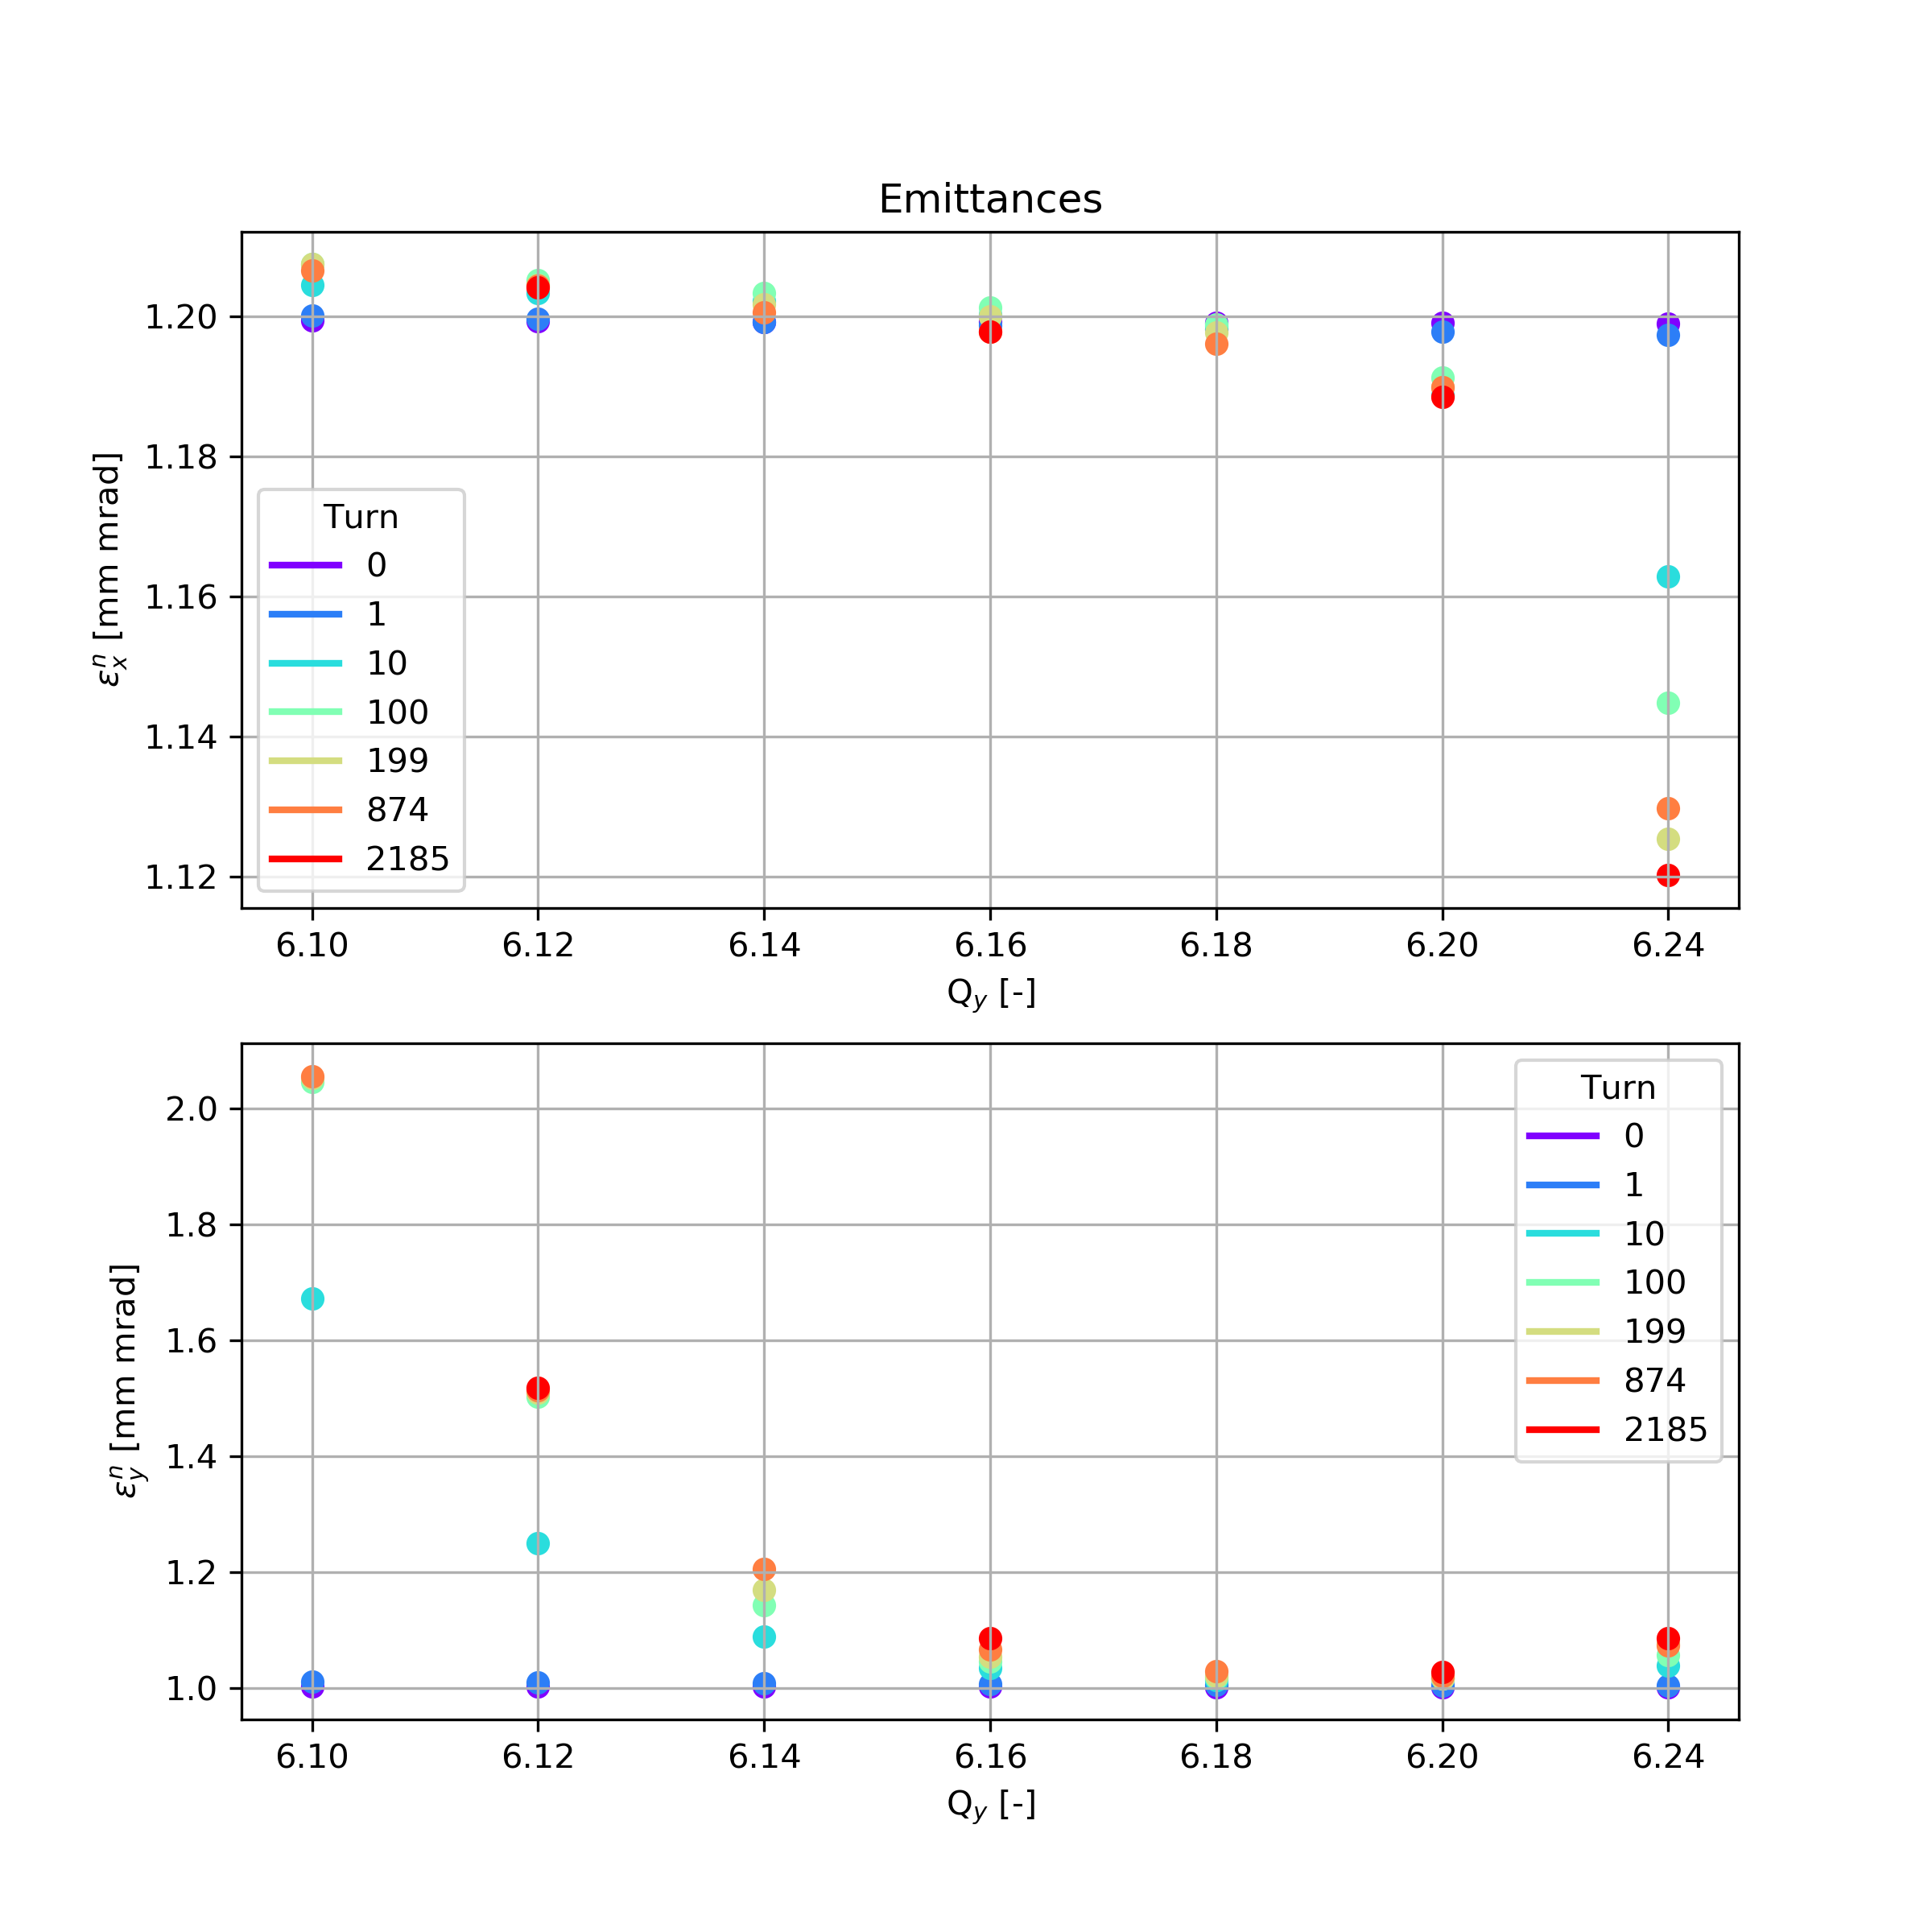 Emittances
1.20
1.18
1.16
1.14
1.12
εₓⁿ [mm mrad]
Turn
0
1
10
100
199
874
2185
6.10 6.12 6.14 6.16 6.18 6.20 6.24
Q_y [-]
2.0
1.8
1.6
1.4
1.2
1.0
ε_yⁿ [mm mrad]
Turn
0
1
10
100
199
874
2185
6.10 6.12 6.14 6.16 6.18 6.20 6.24
Q_y [-]